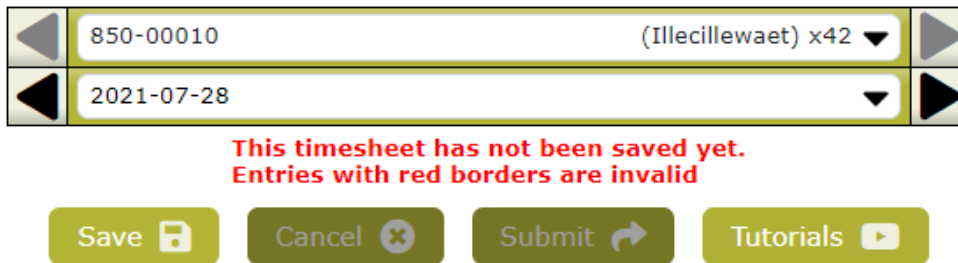 850-00010 (Illecillewaet) x42
2021-07-28
This timesheet has not been saved yet.
Entries with red borders are invalid
Save Cancel Submit Tutorials